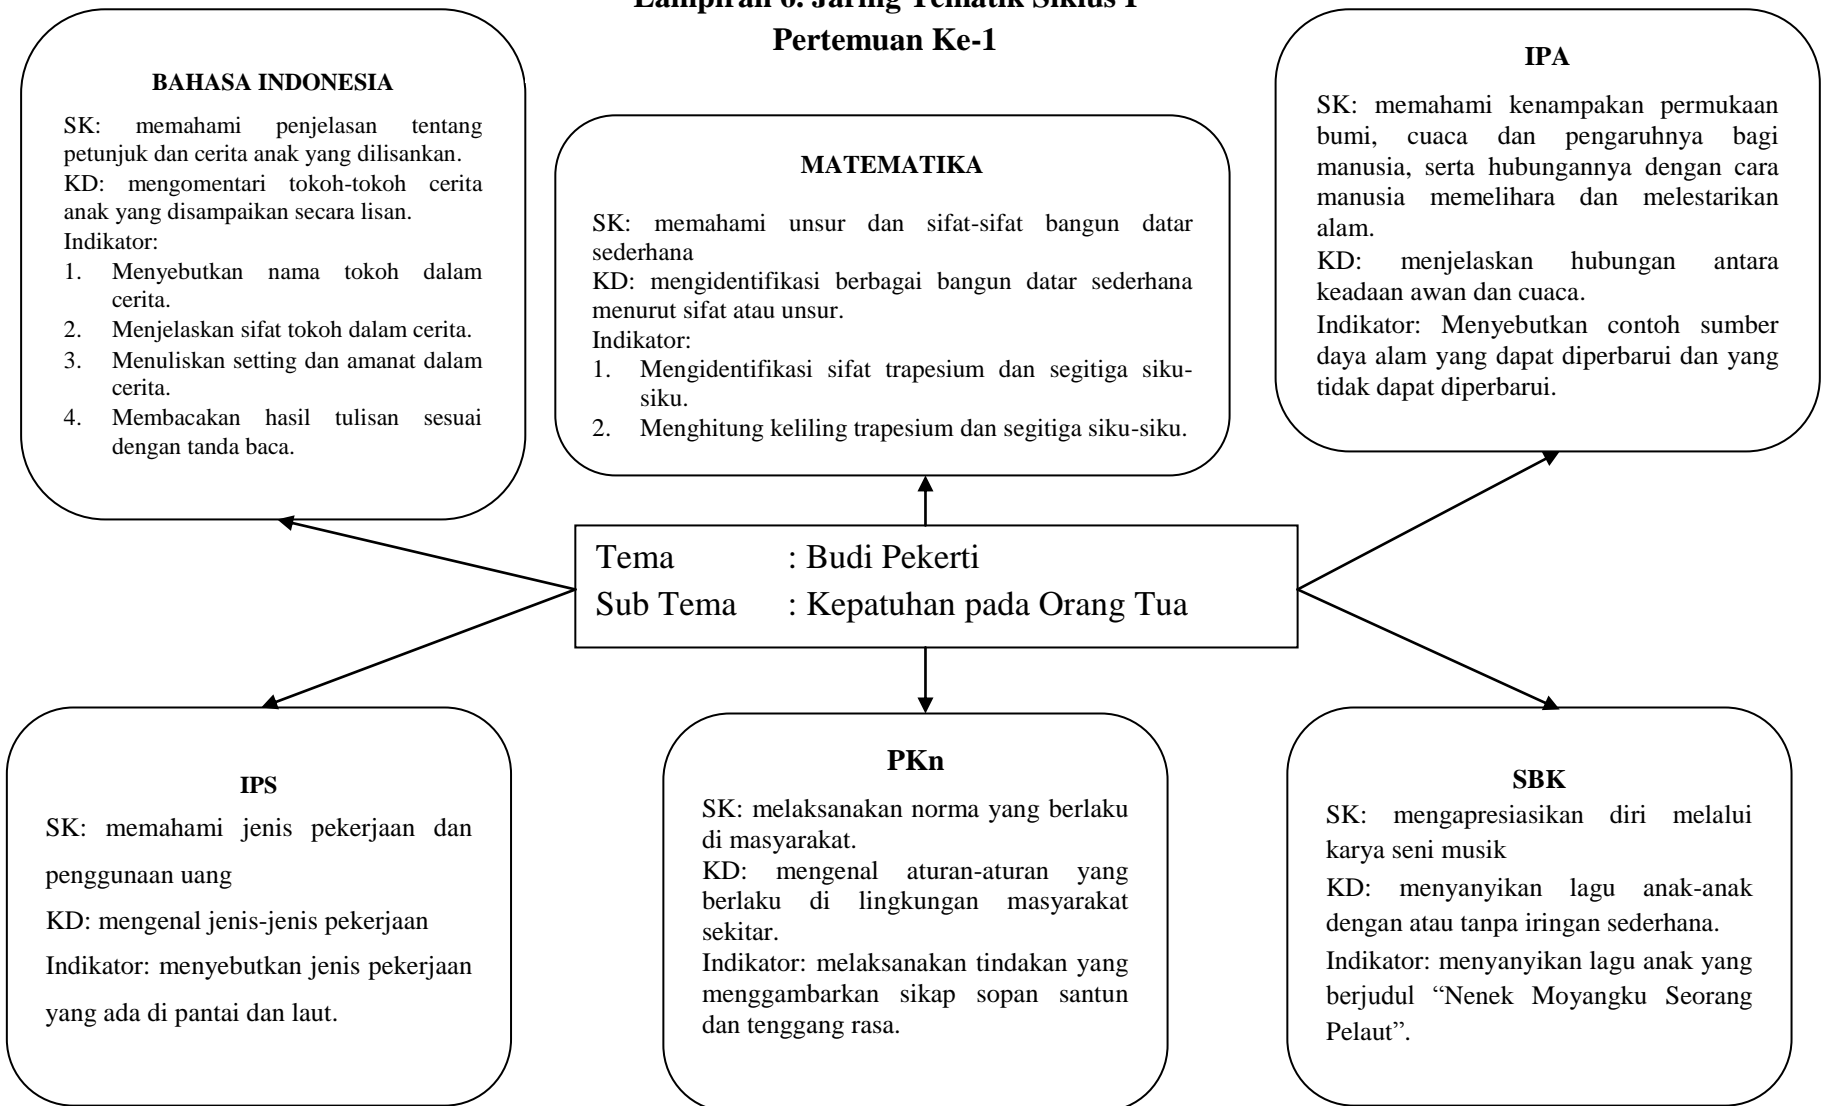 Lampiran 6. Jaring Tematik Siklus I
Pertemuan Ke-1
BAHASA INDONESIA
SK: memahami penjelasan tentang
petunjuk dan cerita anak yang dilisankan.
KD: mengomentari tokoh-tokoh cerita
anak yang disampaikan secara lisan.
Indikator:
1. Menyebutkan nama tokoh dalam
cerita.
2. Menjelaskan sifat tokoh dalam cerita.
3. Menuliskan setting dan amanat dalam
cerita.
4. Membacakan hasil tulisan sesuai
dengan tanda baca.
MATEMATIKA
SK: memahami unsur dan sifat-sifat bangun datar
sederhana
KD: mengidentifikasi berbagai bangun datar sederhana
menurut sifat atau unsur.
Indikator:
1. Mengidentifikasi sifat trapesium dan segitiga siku-
siku.
2. Menghitung keliling trapesium dan segitiga siku-siku.
IPA
SK: memahami kenampakan permukaan
bumi, cuaca dan pengaruhnya bagi
manusia, serta hubungannya dengan cara
manusia memelihara dan melestarikan
alam.
KD: menjelaskan hubungan antara
keadaan awan dan cuaca.
Indikator: Menyebutkan contoh sumber
daya alam yang dapat diperbarui dan yang
tidak dapat diperbarui.
Tema : Budi Pekerti
Sub Tema : Kepatuhan pada Orang Tua
IPS
SK: memahami jenis pekerjaan dan
penggunaan uang
KD: mengenal jenis-jenis pekerjaan
Indikator: menyebutkan jenis pekerjaan
yang ada di pantai dan laut.
PKn
SK: melaksanakan norma yang berlaku
di masyarakat.
KD: mengenal aturan-aturan yang
berlaku di lingkungan masyarakat
sekitar.
Indikator: melaksanakan tindakan yang
menggambarkan sikap sopan santun
dan tenggang rasa.
SBK
SK: mengapresiasikan diri melalui
karya seni musik
KD: menyanyikan lagu anak-anak
dengan atau tanpa iringan sederhana.
Indikator: menyanyikan lagu anak yang
berjudul “Nenek Moyangku Seorang
Pelaut”.